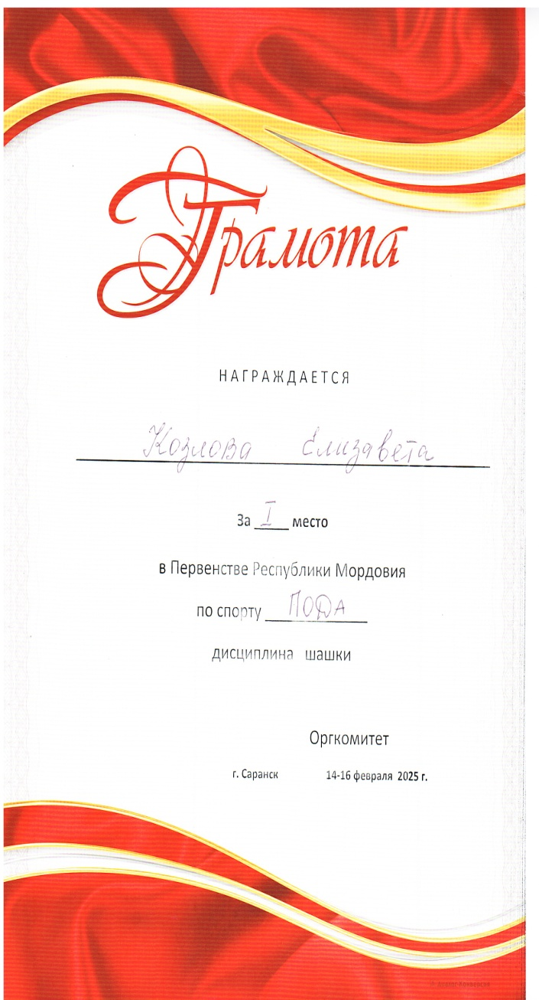 Грамота
НАГРАЖДАЕТСЯ
Козлова Елизавета
За I место
в Первенстве Республики Мордовия
по спорту ПОДА
дисциплина шашки
Оргкомитет
г. Саранск 14-16 февраля 2025 г.